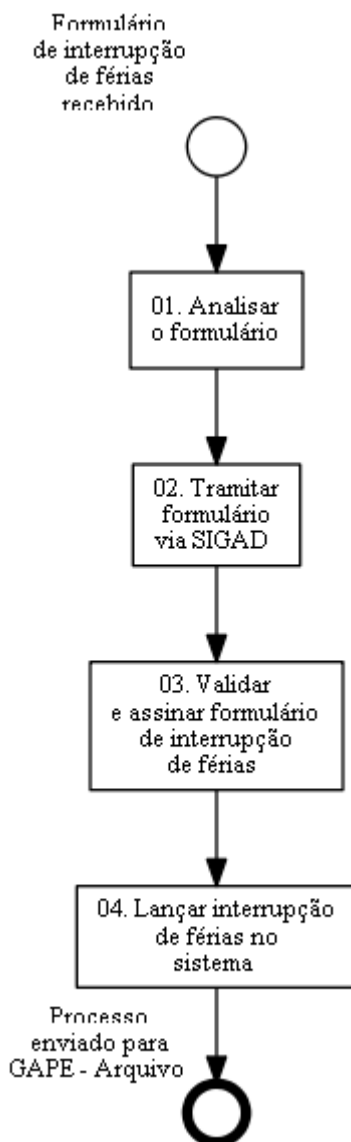 Formulário
de interrupção
de férias
recebido
01. Analisar
o formulário
02. Tramitar
formulário
via SIGAD
03. Validar
e assinar formulário
de interrupção
de férias
04. Lançar interrupção
de férias no
sistema
Processo
enviado para
GAPE - Arquivo